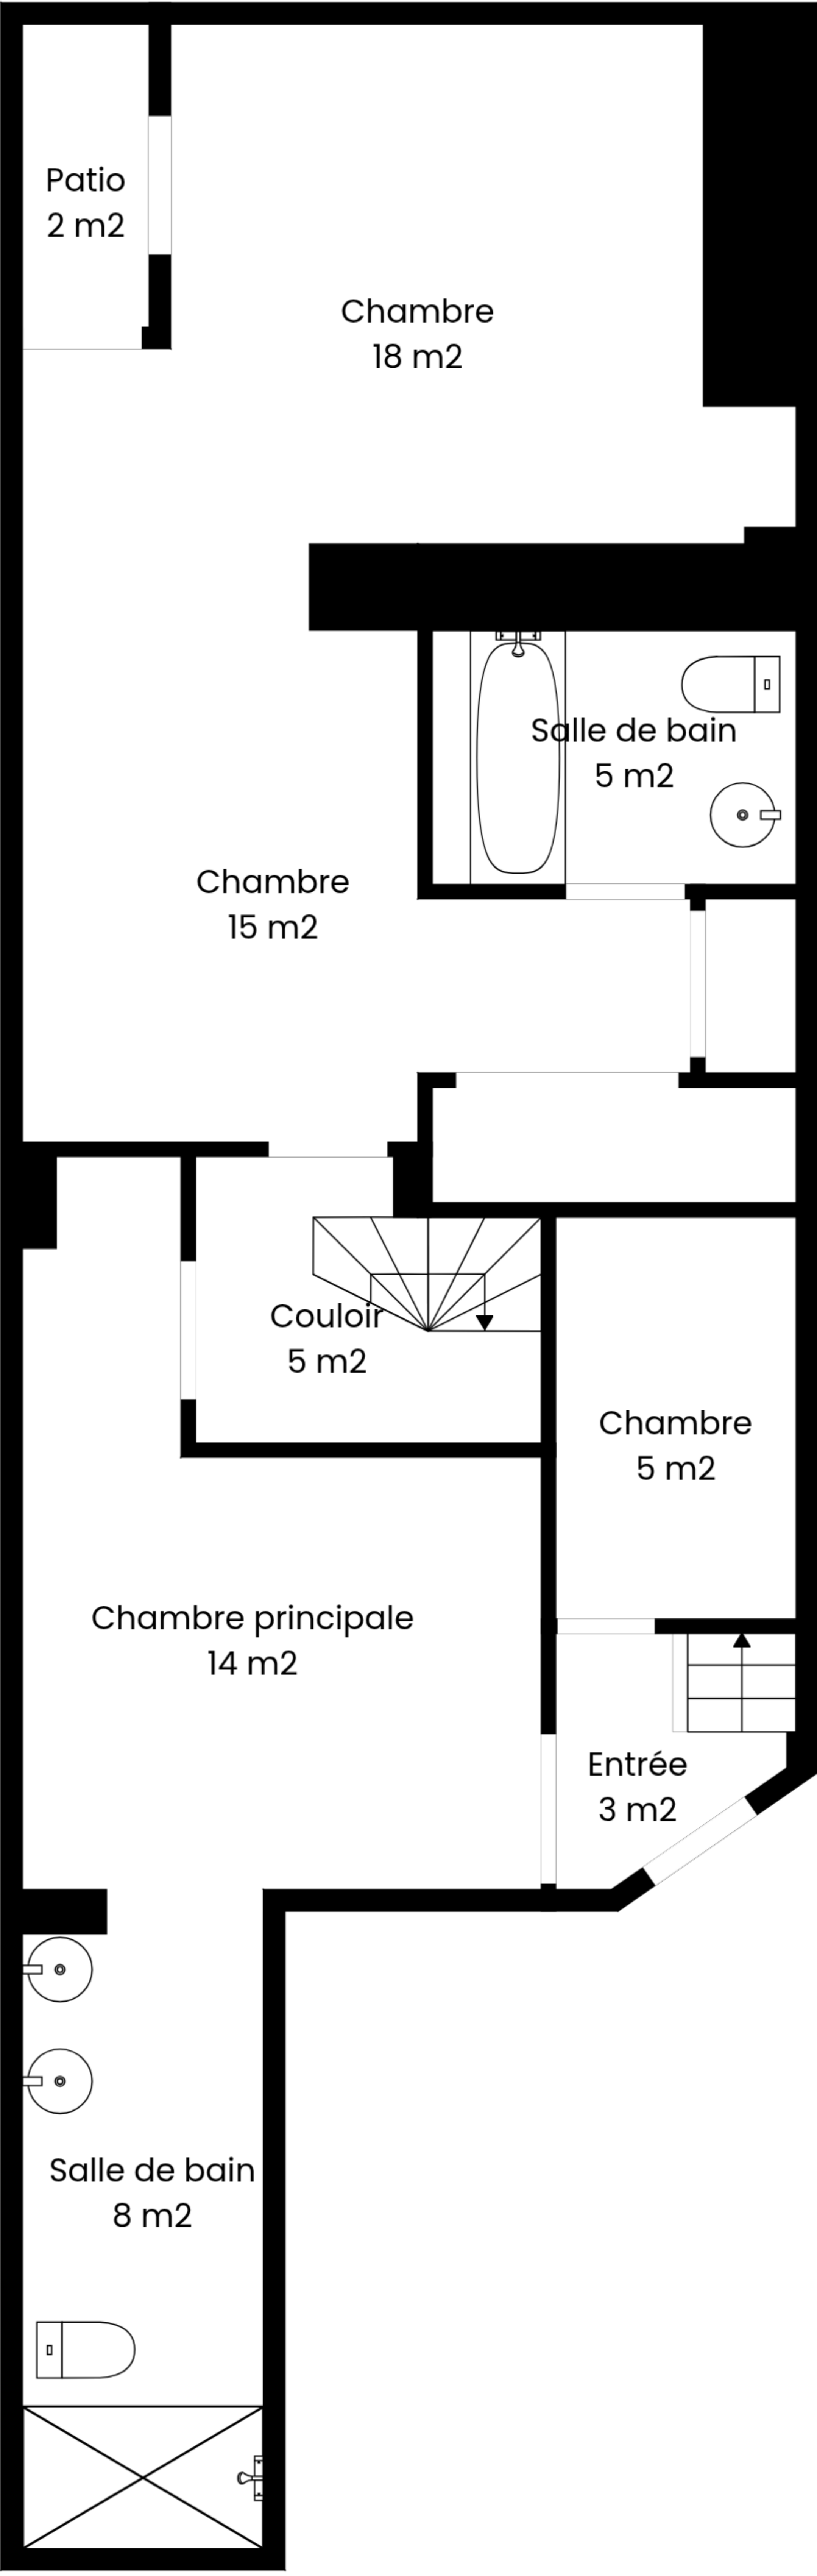 Patio
2 m2
Chambre
18 m2
Salle de bain
5 m2
Chambre
15 m2
Couloir
5 m2
Chambre
5 m2
Chambre principale
14 m2
Entrée
3 m2
Salle de bain
8 m2